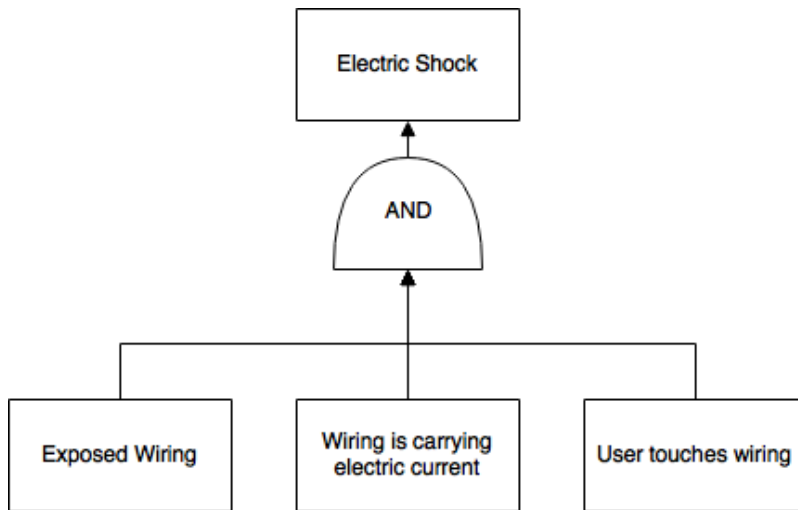 Electric Shock
AND
Exposed Wiring
Wiring is carrying
electric current
User touches wiring